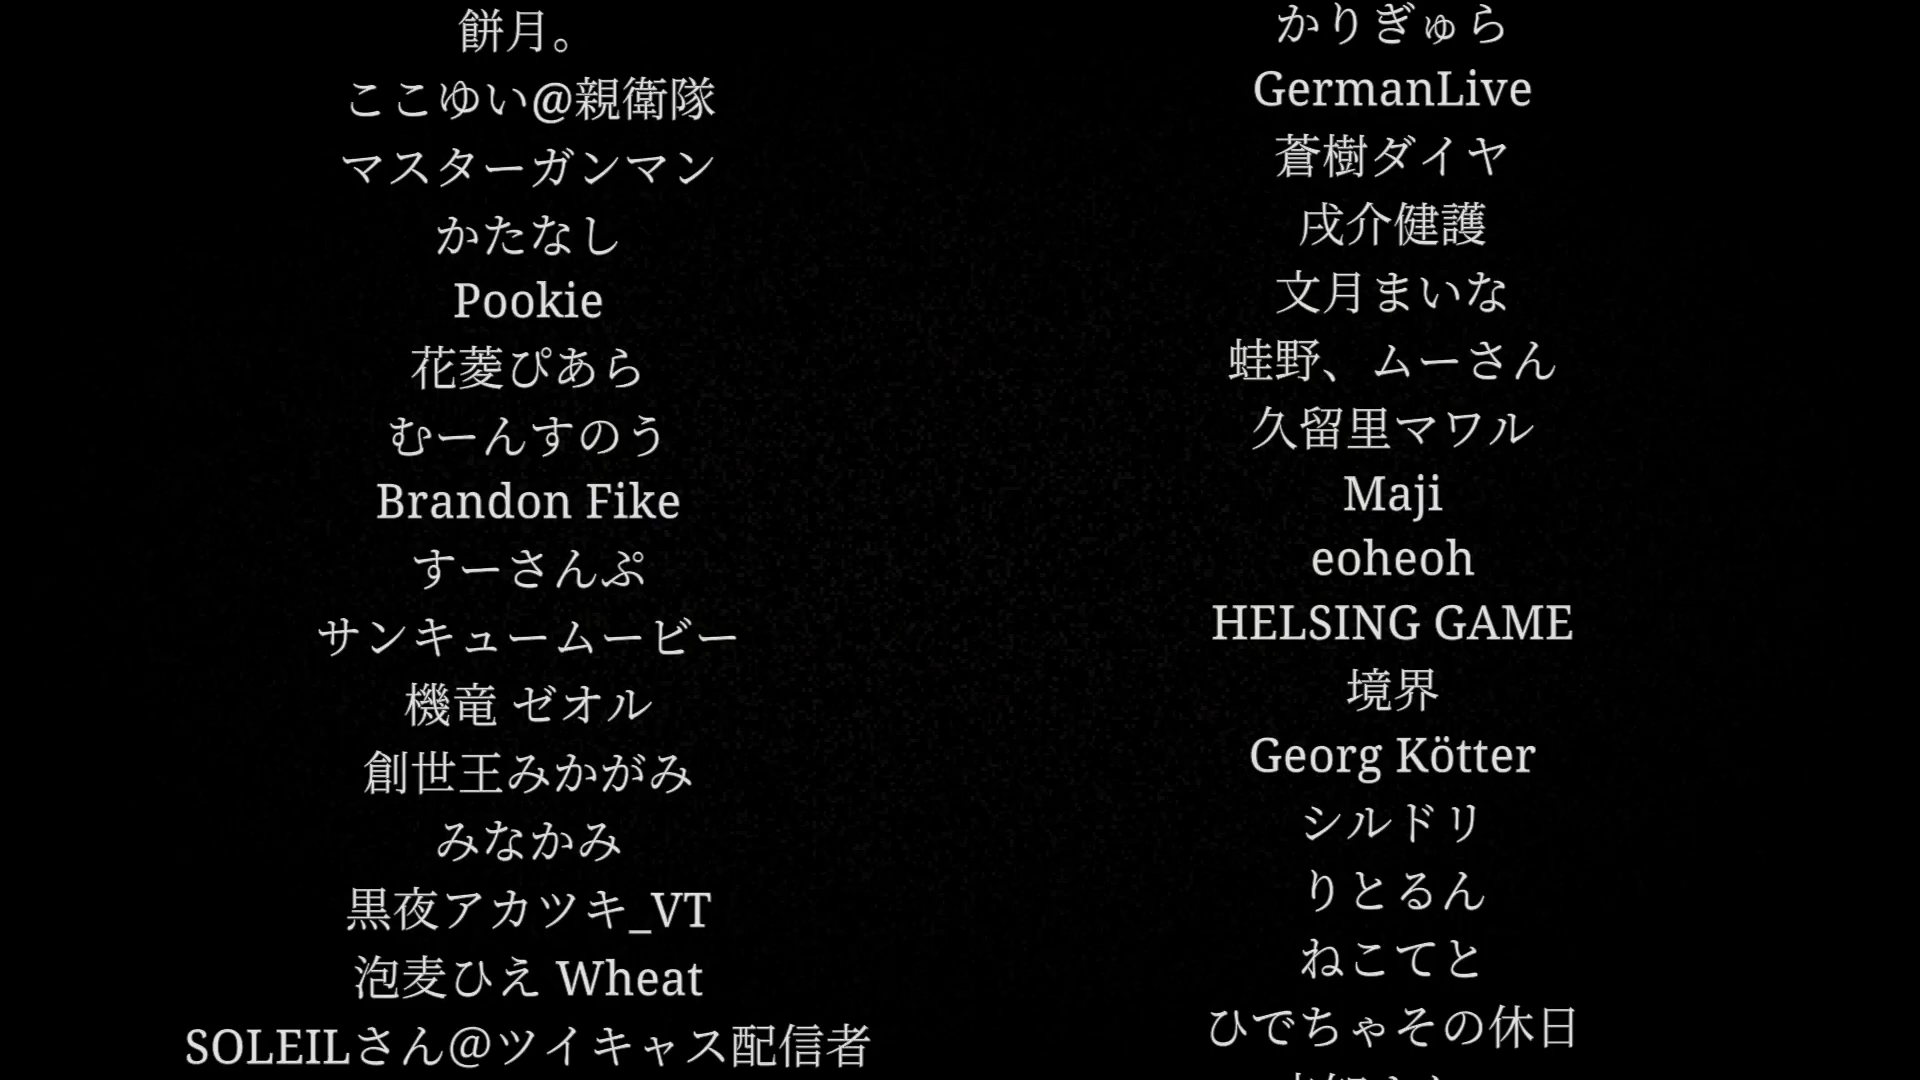 餅月。
ここゆい@親衛隊
マスターガンマン
かたなし
Pookie
花菱ぴあら
むーんすのう
Brandon Fike
すーさんぷ
サンキュームービー
機竜 ゼオル
創世王みかがみ
みなかみ
黒夜アカツキ_VT
泡麦ひえ Wheat
SOLEILさん@ツイキャス配信者
かりぎゅら
GermanLive
蒼樹ダイヤ
戌介健護
文月まいな
蛙野、ムーさん
久留里マワル
Maji
eoheoh
HELSING GAME
境界
Georg Kötter
シルドリ
りとるん
ねこてと
ひでちゃその休日